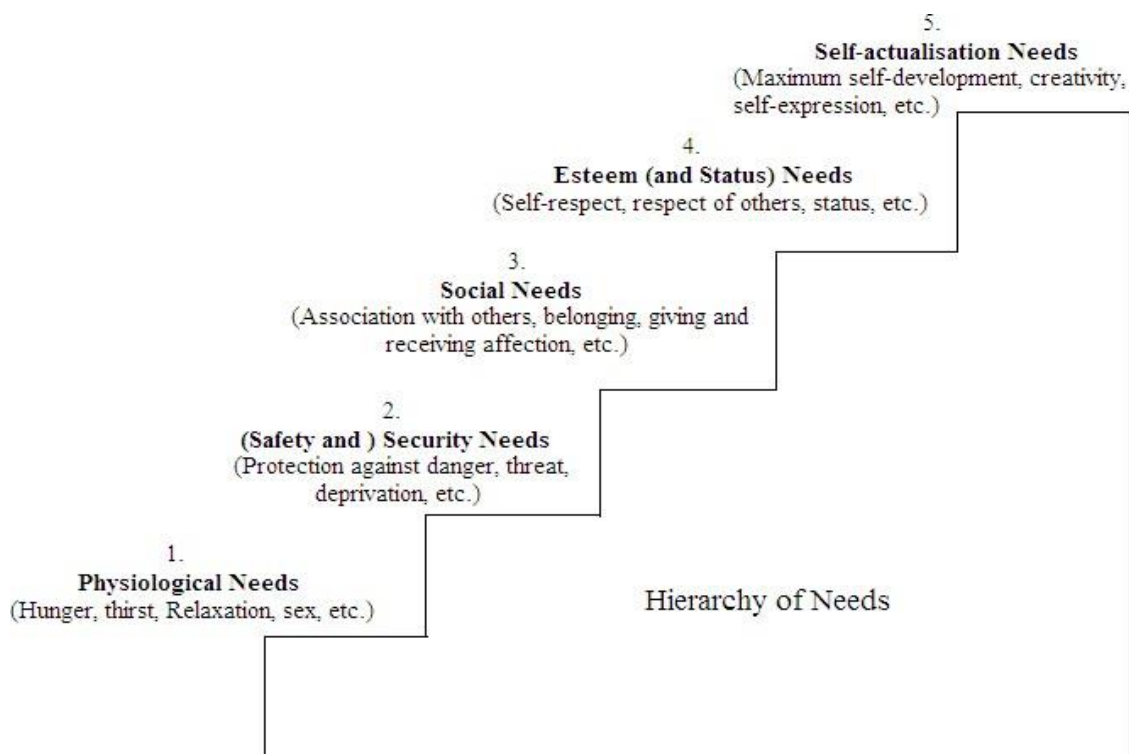 5.
Self-actualisation Needs
(Maximum self-development, creativity,
self-expression, etc.)
4.
Esteem (and Status) Needs
(Self-respect, respect of others, status, etc.)
3.
Social Needs
(Association with others, belonging, giving and
receiving affection, etc.)
2.
(Safety and ) Security Needs
(Protection against danger, threat,
deprivation, etc.)
1.
Physiological Needs
(Hunger, thirst, Relaxation, sex, etc.)
Hierarchy of Needs